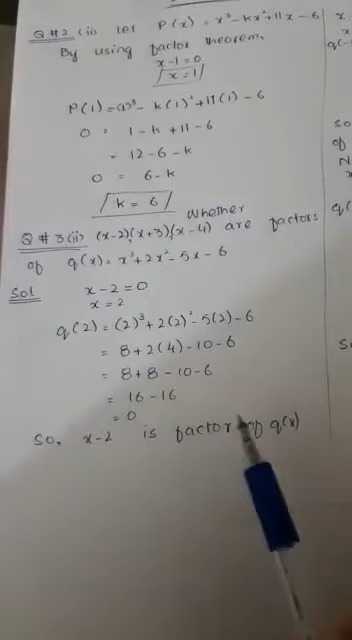 Q # 2 (ii) let P(x) = x³ - kx² + 11x - 6
By using factor theorem.
x - 1 = 0
x = 1
P(1) = (1)³ - k(1)² + 11(1) - 6
0 = 1 - k + 11 - 6
= 12 - 6 - k
0 = 6 - k
k = 6
Whether
Q # 3 (ii) (x-2), (x+3), (x-4) are factors
of q(x) = x³ + 2x² - 5x - 6
Sol x - 2 = 0
x = 2
q(2) = (2)³ + 2(2)² - 5(2) - 6
= 8 + 2(4) - 10 - 6
= 8 + 8 - 10 - 6
= 16 - 16
= 0
So, x-2 is factor of q(x)
x
x
q(-
so
of
N
x
q(
So